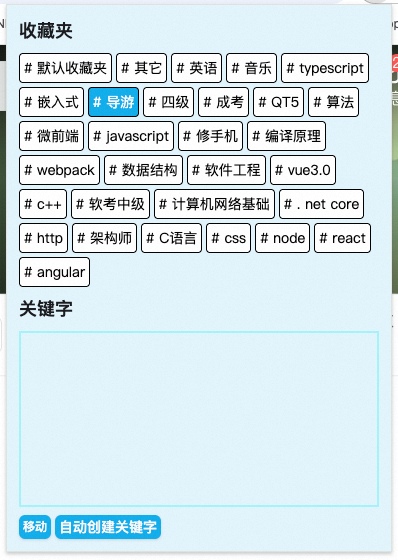 收藏夹
# 默认收藏夹 # 其它 # 英语 # 音乐 # typescript
# 嵌入式 # 导游 # 四级 # 成考 # QT5 # 算法
# 微前端 # javascript # 修手机 # 编译原理
# webpack # 数据结构 # 软件工程 # vue3.0
# c++ # 软考中级 # 计算机网络基础 # . net core
# http # 架构师 # C语言 # css # node # react
# angular
关键字
移动 自动创建关键字